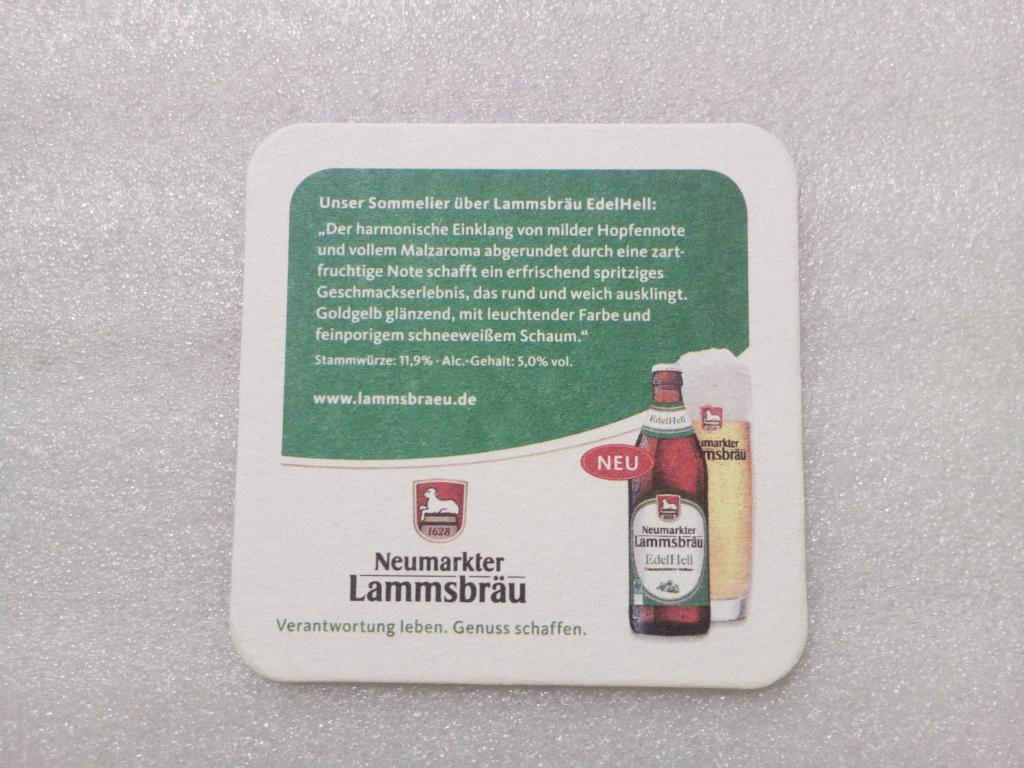 Unser Sommelier über Lammsbräu EdelHell:
„Der harmonische Einklang von milder Hopfennote
und vollem Malzaroma abgerundet durch eine zart-
fruchtige Note schafft ein erfrischend spritziges
Geschmackserlebnis, das rund und weich ausklingt.
Goldgelb glänzend, mit leuchtender Farbe und
feinporigem schneeweißem Schaum.“
Stammwürze: 11,9% · Alc.-Gehalt: 5,0% vol.
www.lammsbraeu.de
EdelHell
umarkter
msbräu
NEU
1628
Neumarkter
Lammsbräu
Neumarkter
Lammsbräu
EdelHell
Verantwortung leben. Genuss schaffen.